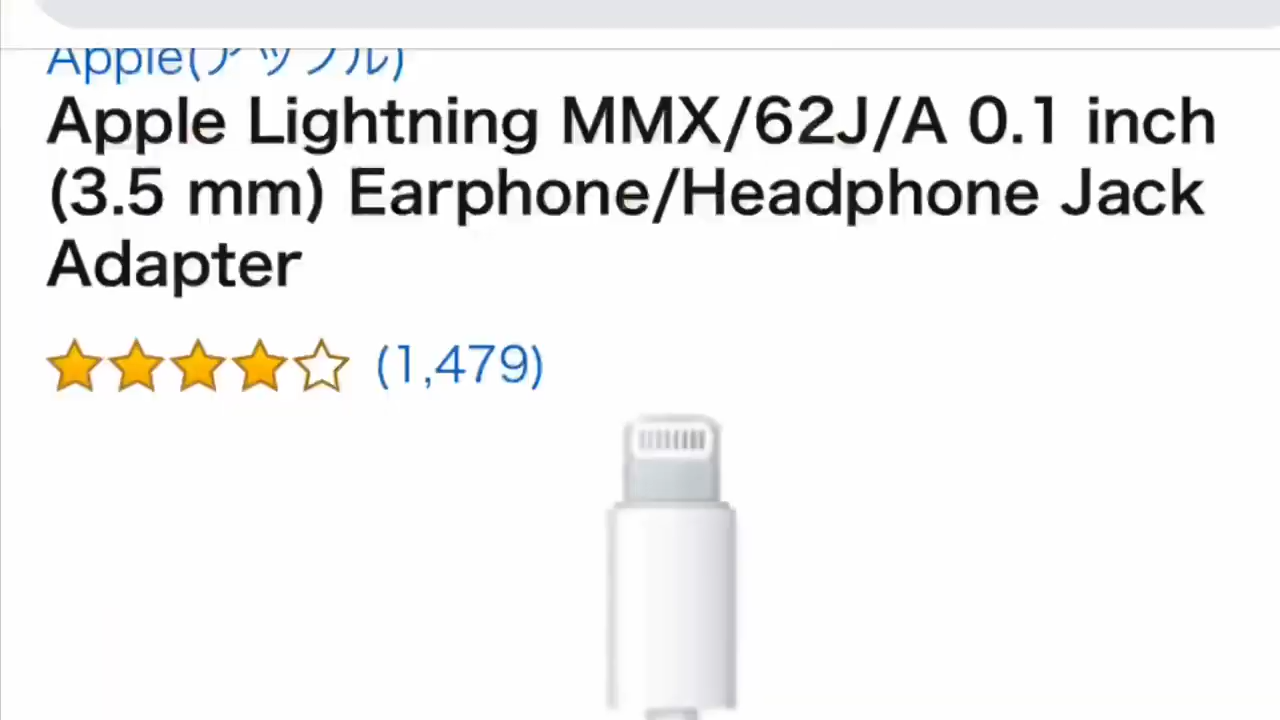 Apple(アップル)
Apple Lightning MMX/62J/A 0.1 inch
(3.5 mm) Earphone/Headphone Jack
Adapter
(1,479)